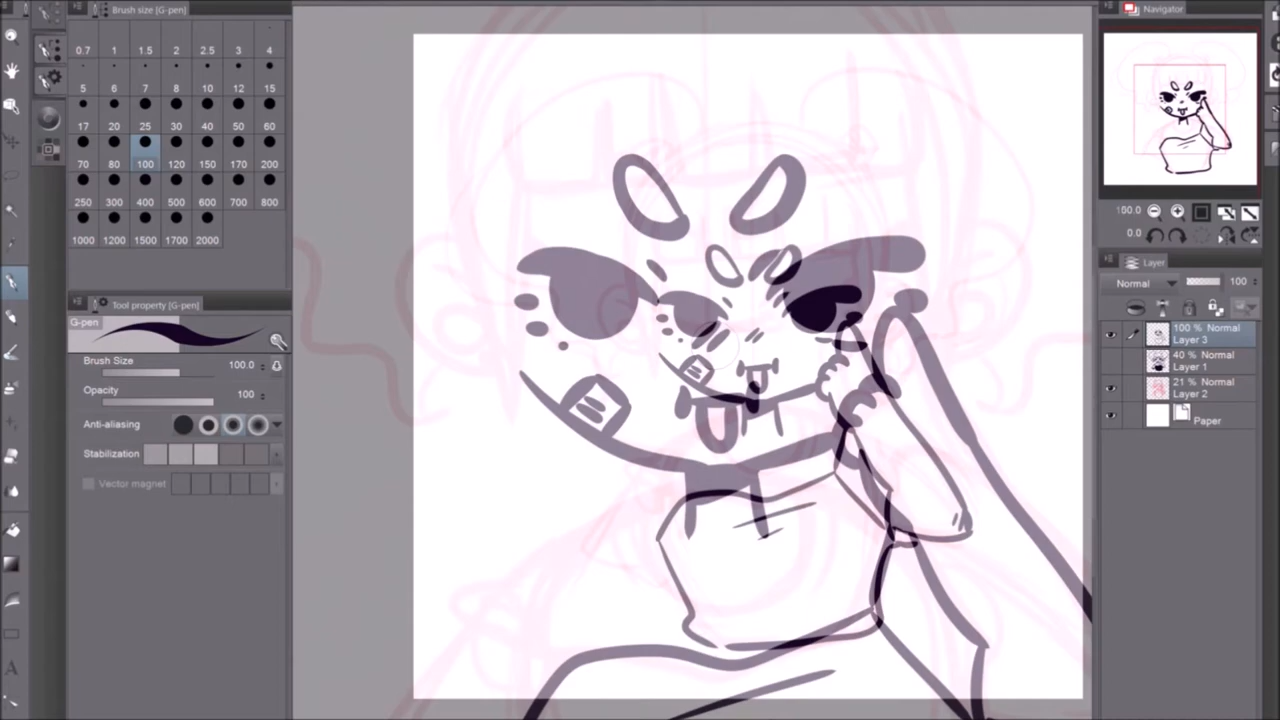 Brush size [G-pen]
0.7 1 1.5 2 2.5 3 4
5 6 7 8 10 12 15
17 20 25 30 40 50 60
70 80 100 120 150 170 200
250 300 400 500 600 700 800
1000 1200 1500 1700 2000
Tool property [G-pen]
G-pen
Brush Size 100.0
Opacity 100
Anti-aliasing
Stabilization
Vector magnet
Navigator
150.0
0.0
Layer
Normal 100
100 % Normal
Layer 3
40 % Normal
Layer 1
21 % Normal
Layer 2
Paper